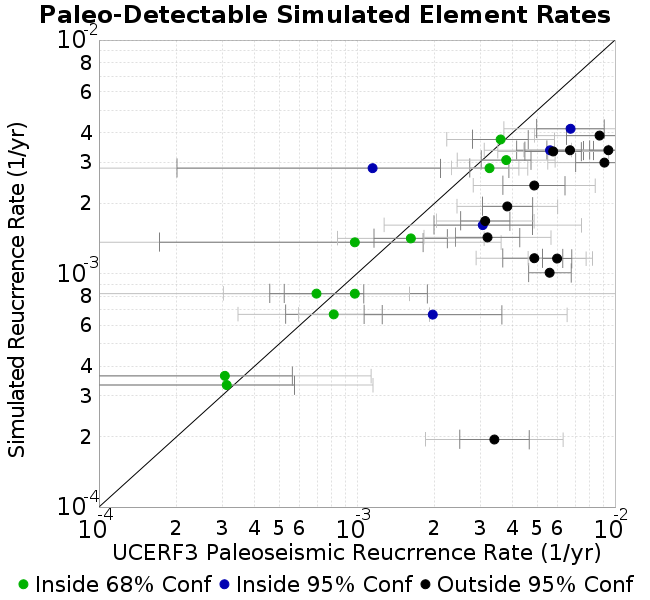 Paleo-Detectable Simulated Element Rates
Simulated Reucrrence Rate (1/yr)
10-2
8
6
4
3
2
10-3
8
6
4
3
2
10-4
10-4 2 3 4 5 6 10-3 2 3 4 5 6 10-2
UCERF3 Paleoseismic Reucrrence Rate (1/yr)
Inside 68% Conf Inside 95% Conf Outside 95% Conf